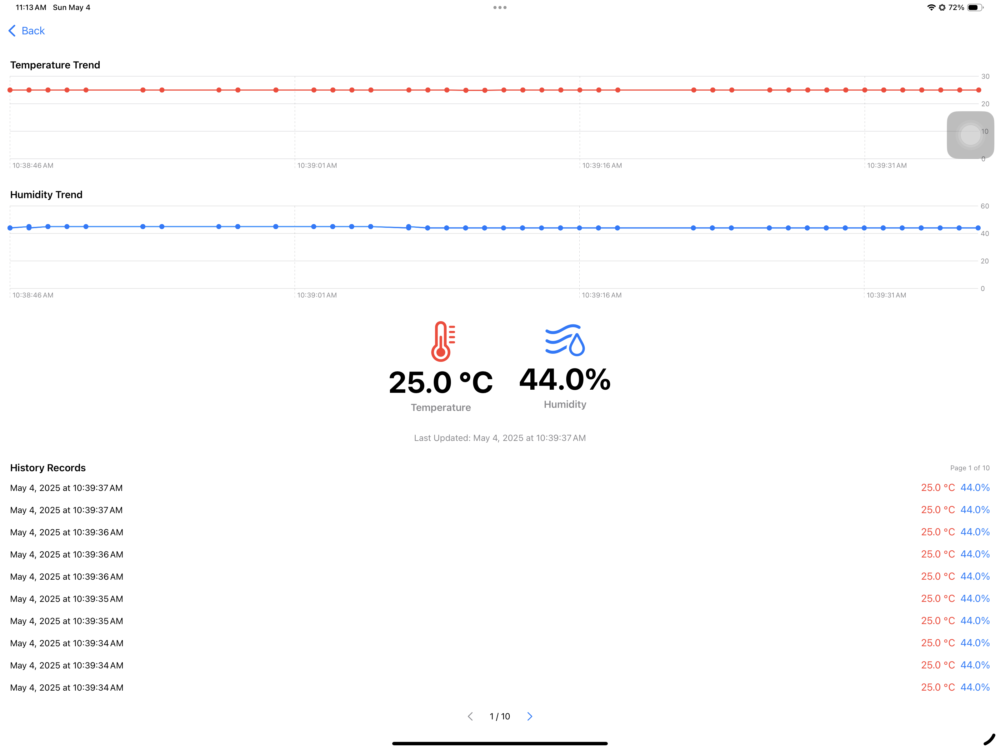 11:13 AM Sun May 4
72%
Back
Temperature Trend
30
20
10
0
10:38:46 AM 10:39:01 AM 10:39:16 AM 10:39:31 AM
Humidity Trend
60
40
20
0
10:38:46 AM 10:39:01 AM 10:39:16 AM 10:39:31 AM
25.0 °C 44.0%
Temperature Humidity
Last Updated: May 4, 2025 at 10:39:37 AM
History Records Page 1 of 10
May 4, 2025 at 10:39:37 AM 25.0 °C 44.0%
May 4, 2025 at 10:39:37 AM 25.0 °C 44.0%
May 4, 2025 at 10:39:36 AM 25.0 °C 44.0%
May 4, 2025 at 10:39:36 AM 25.0 °C 44.0%
May 4, 2025 at 10:39:36 AM 25.0 °C 44.0%
May 4, 2025 at 10:39:35 AM 25.0 °C 44.0%
May 4, 2025 at 10:39:35 AM 25.0 °C 44.0%
May 4, 2025 at 10:39:34 AM 25.0 °C 44.0%
May 4, 2025 at 10:39:34 AM 25.0 °C 44.0%
May 4, 2025 at 10:39:34 AM 25.0 °C 44.0%
1 / 10